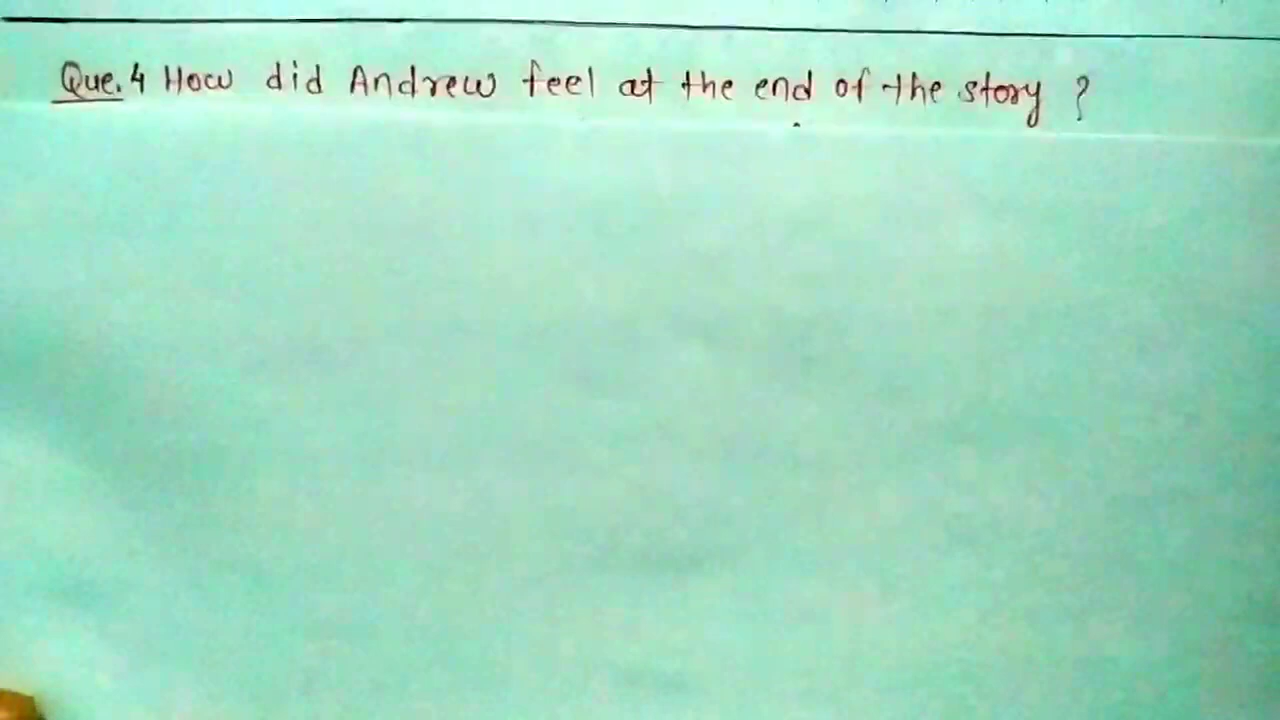 Que. 4 How did Andrew feel at the end of the story ?